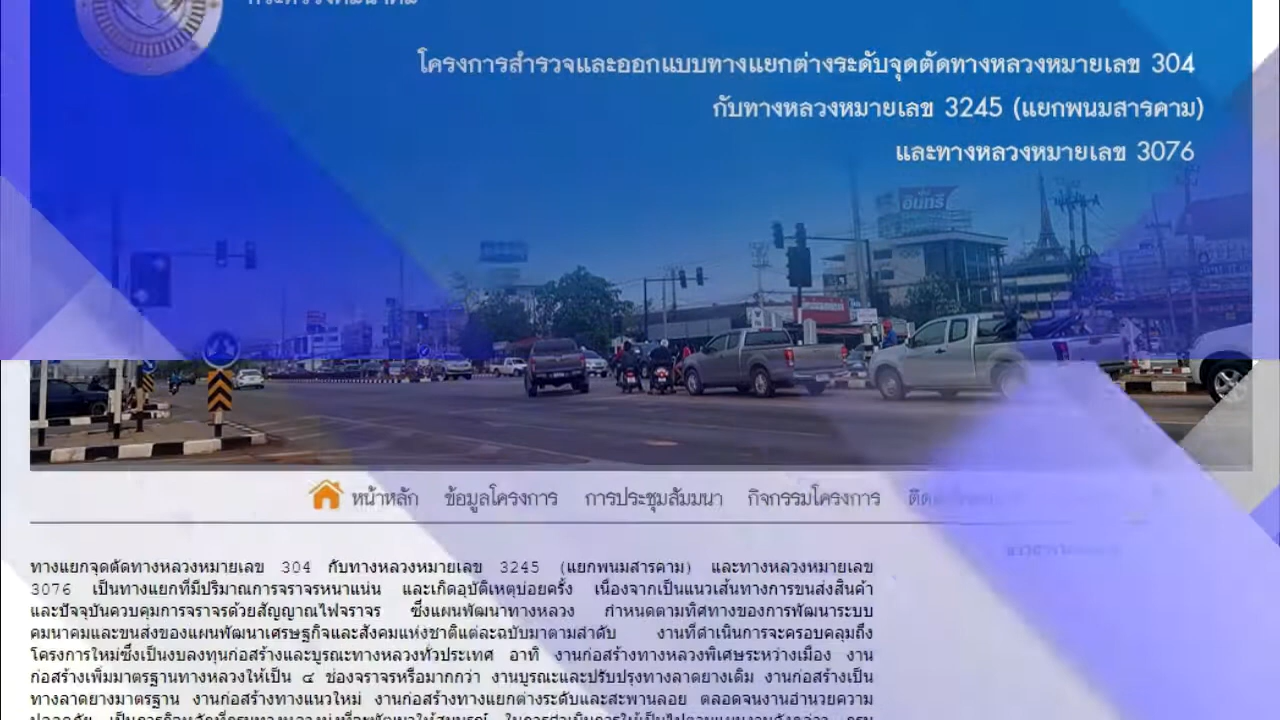 โครงการสำรวจและออกแบบทางแยกต่างระดับจุดตัดทางหลวงหมายเลข 304
กับทางหลวงหมายเลข 3245 (แยกพนมสารคาม)
และทางหลวงหมายเลข 3076
อินทรี
หน้าหลัก ข้อมูลโครงการ การประชุมสัมมนา กิจกรรมโครงการ
ทางแยกจุดตัดทางหลวงหมายเลข 304 กับทางหลวงหมายเลข 3245 (แยกพนมสารคาม) และทางหลวงหมายเลข
3076 เป็นทางแยกที่มีปริมาณการจราจรหนาแน่น และเกิดอุบัติเหตุบ่อยครั้ง เนื่องจากเป็นแนวเส้นทางการขนส่งสินค้า
และปัจจุบันควบคุมการจราจรด้วยสัญญาณไฟจราจร ซึ่งแผนพัฒนาทางหลวง กำหนดตามทิศทางของการพัฒนาระบบ
คมนาคมและขนส่งของแผนพัฒนาเศรษฐกิจและสังคมแห่งชาติแต่ละฉบับมาตามลำดับ งานที่ดำเนินการจะครอบคลุมถึง
โครงการใหม่ซึ่งเป็นงบลงทุนก่อสร้างและบูรณะทางหลวงทั่วประเทศ อาทิ งานก่อสร้างทางหลวงพิเศษระหว่างเมือง งาน
ก่อสร้างเพิ่มมาตรฐานทางหลวงให้เป็น ๔ ช่องจราจรหรือมากกว่า งานบูรณะและปรับปรุงทางลาดยางเดิม งานก่อสร้างเป็น
ทางลาดยางมาตรฐาน งานก่อสร้างทางแนวใหม่ งานก่อสร้างทางแยกต่างระดับและสะพานลอย ตลอดจนงานอำนวยความ